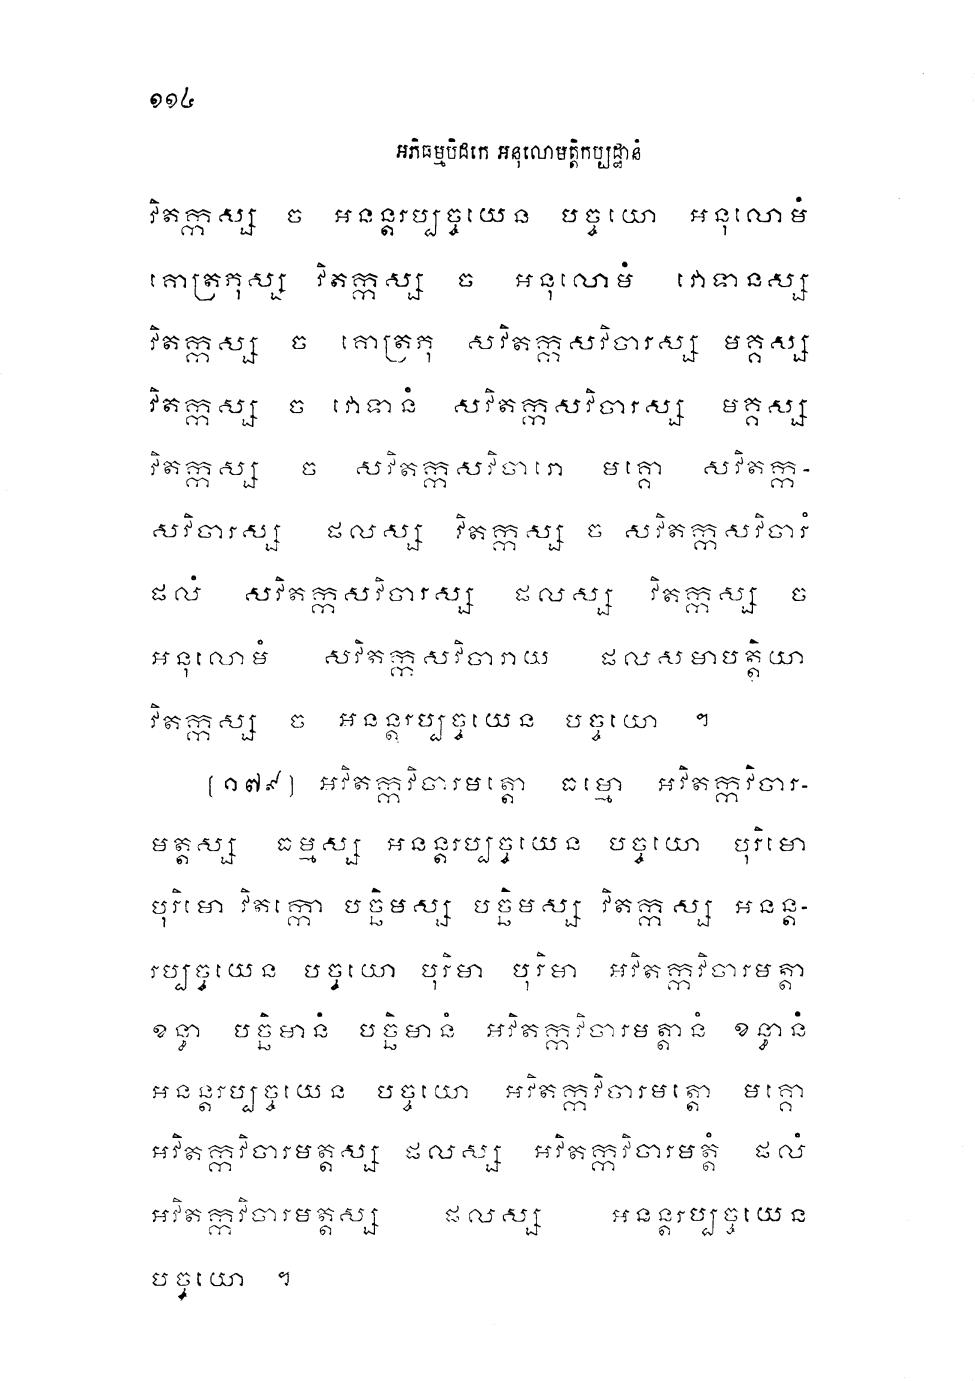 ១១៤
អភិធម្មបិដកេ អនុលោមត្តិកប្បដ្ឋានំ
វិតក្កស្ស ច អនន្តរប្បច្ចយេន បច្ចយោ អនុលោមំ
គោត្រភុស្ស វិតក្កស្ស ច អនុលោមំ វោទានស្ស
វិតក្កស្ស ច គោត្រភុ សវិតក្កសវិចារស្ស មគ្គស្ស
វិតក្កស្ស ច វោទានំ សវិតក្កសវិចារស្ស មគ្គស្ស
វិតក្កស្ស ច សវិតក្កសវិចារោ មគ្គោ សវិតក្ក-
សវិចារស្ស ផលស្ស វិតក្កស្ស ច សវិតក្កសវិចារំ
ផលំ សវិតក្កសវិចារស្ស ផលស្ស វិតក្កស្ស ច
អនុលោមំ សវិតក្កសវិចារាយ ផលសមាបត្តិយា
វិតក្កស្ស ច អនន្តរប្បច្ចយេន បច្ចយោ ។
[១៧៩] អវិតក្កវិចារមត្តោ ធម្មោ អវិតក្កវិចារ-
មត្តស្ស ធម្មស្ស អនន្តរប្បច្ចយេន បច្ចយោ បុរិមោ
បុរិមោ វិតក្កោ បច្ឆិមស្ស បច្ឆិមស្ស វិតក្កស្ស អនន្ត-
រប្បច្ចយេន បច្ចយោ បុរិមា បុរិមា អវិតក្កវិចារមត្តា
ខន្ធា បច្ឆិមានំ បច្ឆិមានំ អវិតក្កវិចារមត្តានំ ខន្ធានំ
អនន្តរប្បច្ចយេន បច្ចយោ អវិតក្កវិចារមត្តោ មគ្គោ
អវិតក្កវិចារមត្តស្ស ផលស្ស អវិតក្កវិចារមត្តំ ផលំ
អវិតក្កវិចារមត្តស្ស ផលស្ស អនន្តរប្បច្ចយេន
បច្ចយោ ។